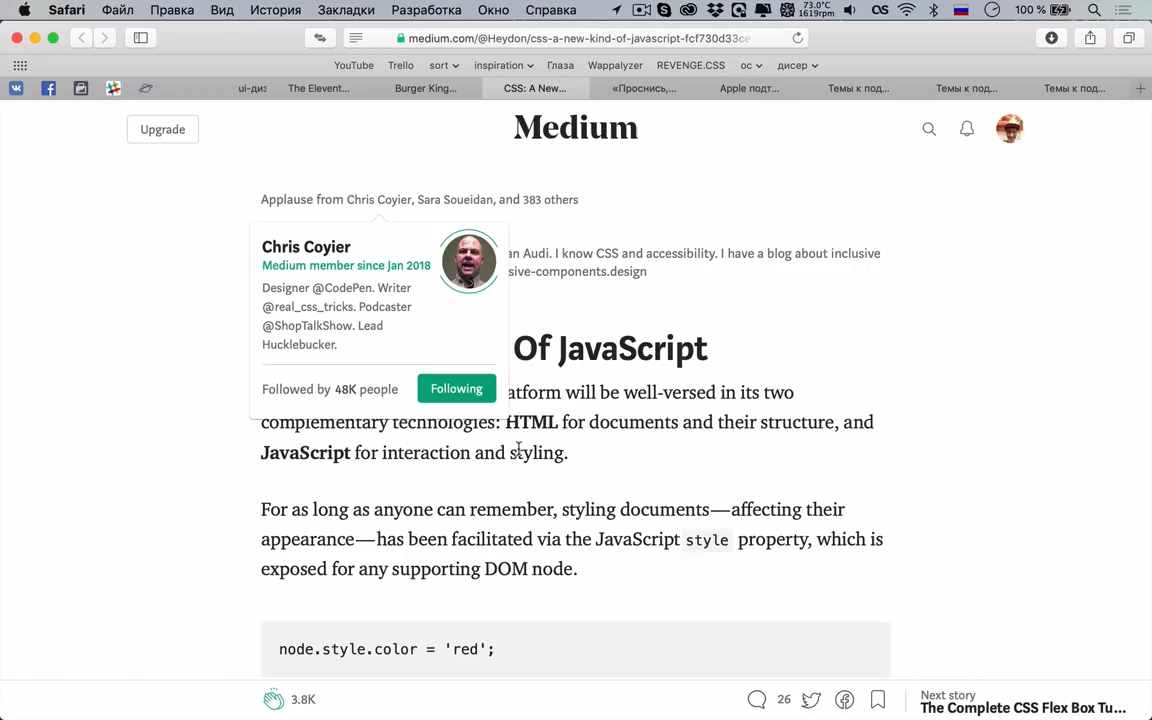 Safari Файл Правка Вид История Закладки Разработка Окно Справка 73.0°C 1619rpm 100 %
medium.com/@Heydon/css-a-new-kind-of-javascript-fcf730d33ce
YouTube Trello sort inspiration Глаза Wappalyzer REVENGE.CSS ос дисер
ui-диз The Elevent... Burger King... CSS: A New... «Проснись,... Apple подт... Темы к под... Темы к под... Темы к под...
Upgrade Medium
Applause from Chris Coyier, Sara Soueidan, and 383 others
Chris Coyier
Medium member since Jan 2018
Designer @CodePen. Writer
@real_css_tricks. Podcaster
@ShopTalkShow. Lead
Hucklebucker.
Followed by 48K people Following
an Audi. I know CSS and accessibility. I have a blog about inclusive
sive-components.design
Of JavaScript
atform will be well-versed in its two
complementary technologies: HTML for documents and their structure, and
JavaScript for interaction and styling.
For as long as anyone can remember, styling documents—affecting their
appearance—has been facilitated via the JavaScript style property, which is
exposed for any supporting DOM node.
node.style.color = 'red';
3.8K 26 Next story
The Complete CSS Flex Box Tu...